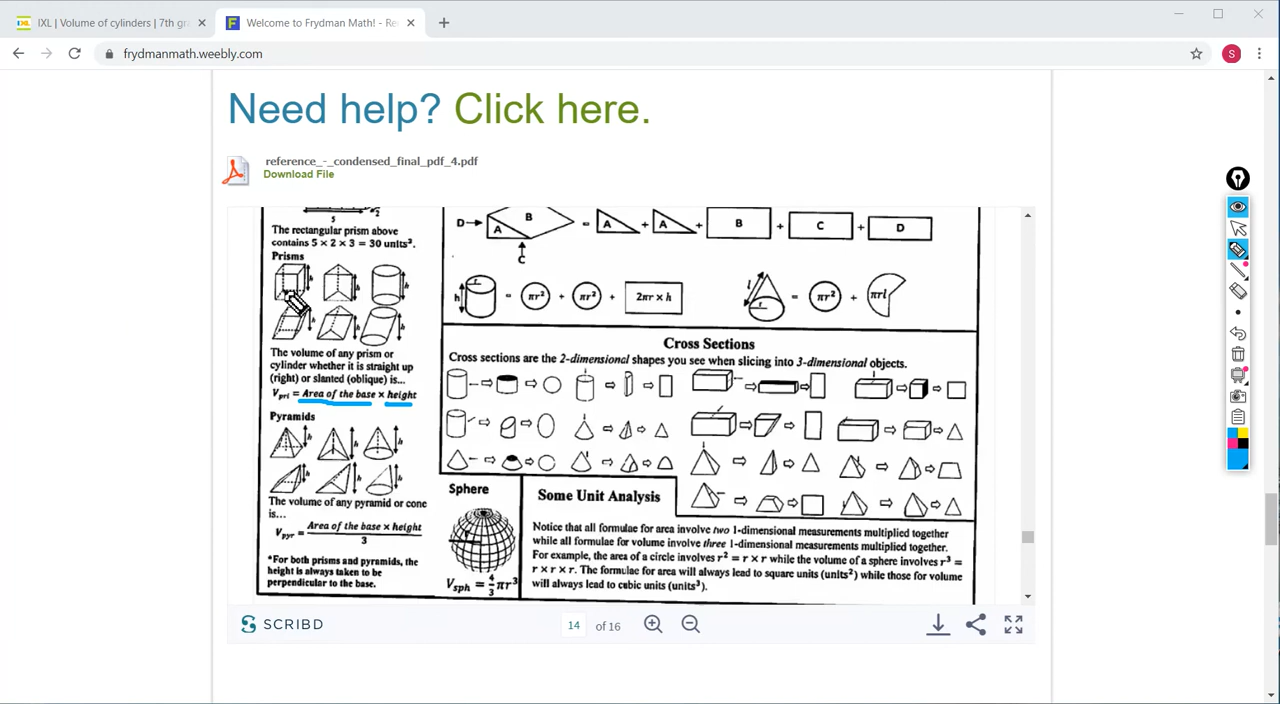 IXL | Volume of cylinders | 7th gra
Welcome to Frydman Math! - Re
frydmanmath.weebly.com
S
Need help? Click here.
reference_-_condensed_final_pdf_4.pdf
Download File
5
2
The rectangular prism above
contains 5 × 2 × 3 = 30 units³.
Prisms
h h h
h h h
The volume of any prism or
cylinder whether it is straight up
(right) or slanted (oblique) is...
V_pri = Area of the base × height
Pyramids
h h h
h h h
The volume of any pyramid or cone
is...
V_pyr = Area of the base × height
3
*For both prisms and pyramids, the
height is always taken to be
perpendicular to the base.
D B A = A + A + B + C + D
C
h r = πr² + πr² + 2πr × h
l r = πr² + πrl
Cross Sections
Cross sections are the 2-dimensional shapes you see when slicing into 3-dimensional objects.
Sphere
r
V_sph = 4/3 πr³
Some Unit Analysis
Notice that all formulae for area involve two 1-dimensional measurements multiplied together
while all formulae for volume involve three 1-dimensional measurements multiplied together.
For example, the area of a circle involves r² = r × r while the volume of a sphere involves r³ =
r × r × r. The formulae for area will always lead to square units (units²) while those for volume
will always lead to cubic units (units³).
SCRIBD
14 of 16